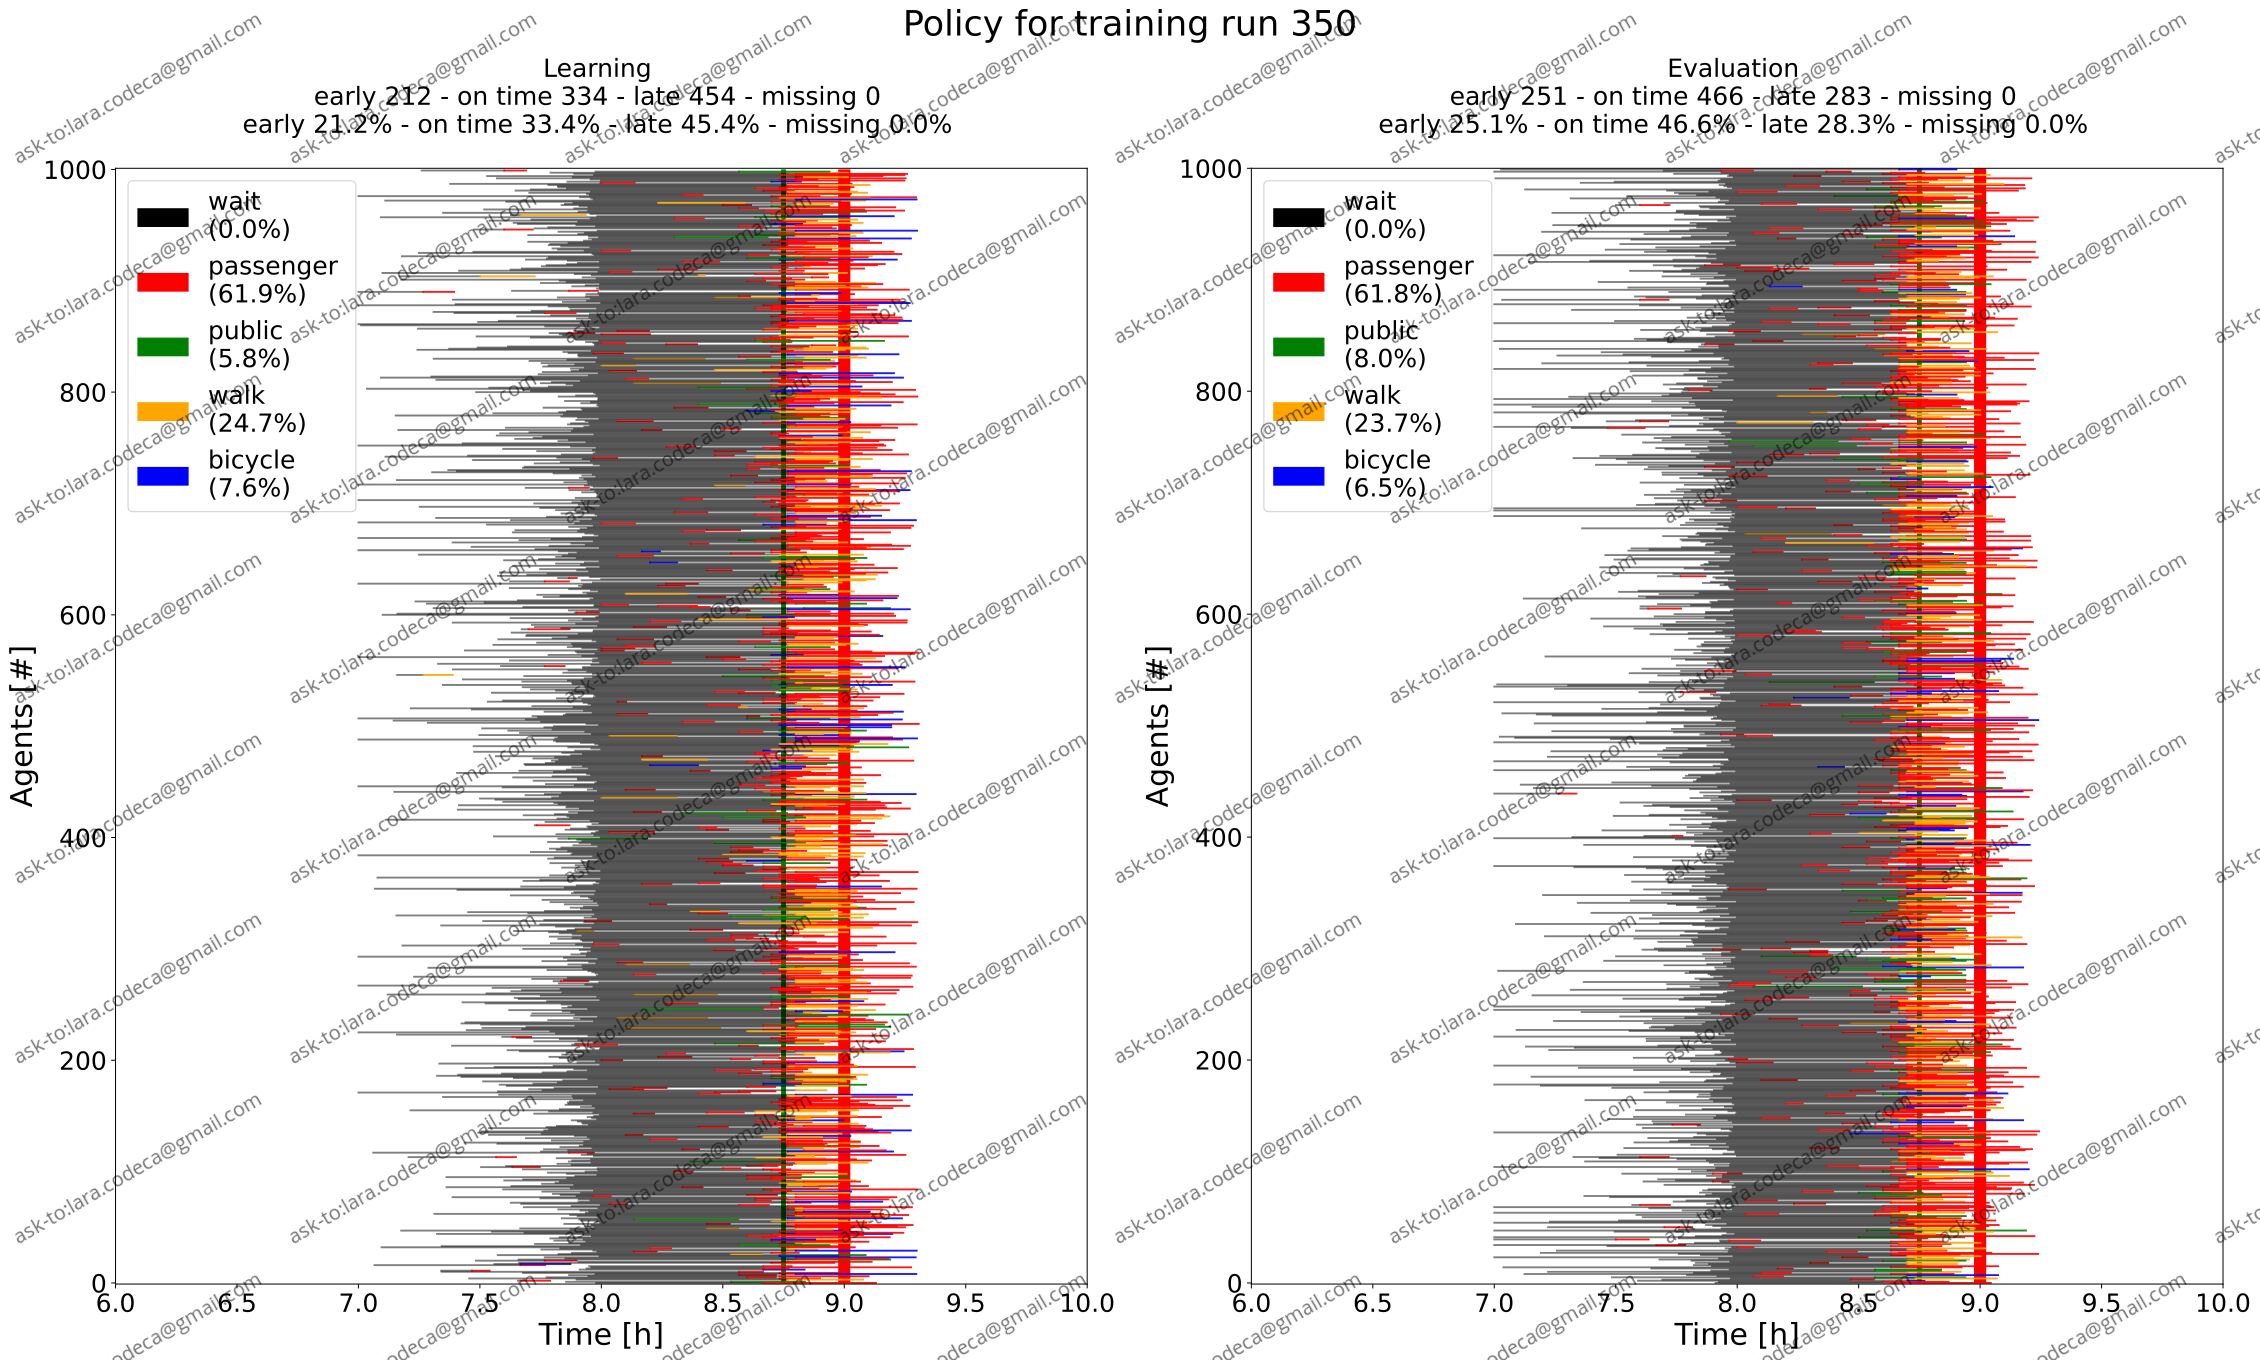 Policy for training run 350
Learning
early 212 - on time 334 - late 454 - missing 0
early 21.2% - on time 33.4% - late 45.4% - missing 0.0%
1000
800
600
400
200
0
Agents [#]
wait
(0.0%)
passenger
(61.9%)
public
(5.8%)
walk
(24.7%)
bicycle
(7.6%)
6.0 6.5 7.0 7.5 8.0 8.5 9.0 9.5 10.0
Time [h]
Evaluation
early 251 - on time 466 - late 283 - missing 0
early 25.1% - on time 46.6% - late 28.3% - missing 0.0%
1000
800
600
400
200
0
Agents [#]
wait
(0.0%)
passenger
(61.8%)
public
(8.0%)
walk
(23.7%)
bicycle
(6.5%)
6.0 6.5 7.0 7.5 8.0 8.5 9.0 9.5 10.0
Time [h]
ask-to:lara.codeca@gmail.com